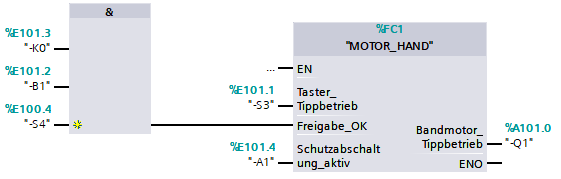 &
%E101.3
"-K0"
%E101.2
"-B1"
%E100.4
"-S4"
%FC1
"MOTOR_HAND"
... EN
%E101.1
"-S3"
Taster_
Tippbetrieb
Freigabe_OK
%E101.4
"-A1"
Schutzabschalt
ung_aktiv
Bandmotor_
Tippbetrieb
%A101.0
"-Q1"
ENO